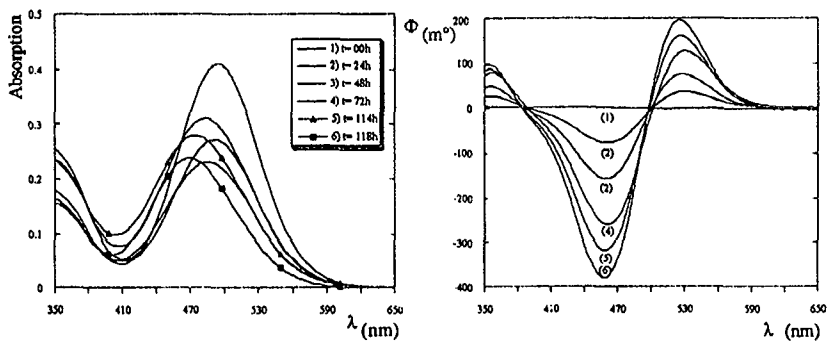 0.5
0.4
0.3
0.2
0.1
0
Absorption
1) t= 00h
2) t= 24h
3) t= 48h
4) t= 72h
5) t= 114h
6) t= 118h
350 410 470 530 590 650
λ (nm)
Φ (m°)
200
100
0
-100
-200
-300
-400
(1)
(2)
(2)
(4)
(5)
(6)
350 410 470 530 590 650
λ (nm)